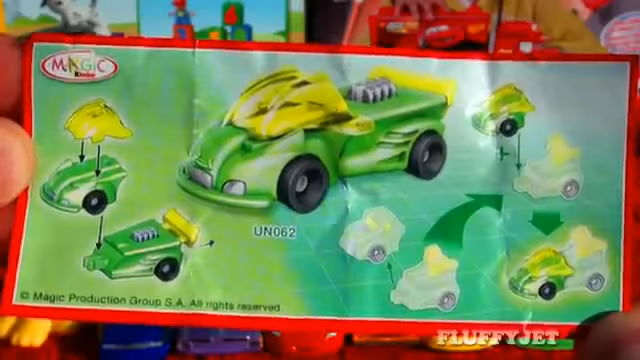 MAGIC
Kinder
UN062
© Magic Production Group S.A. All rights reserved
FLUFFYJET